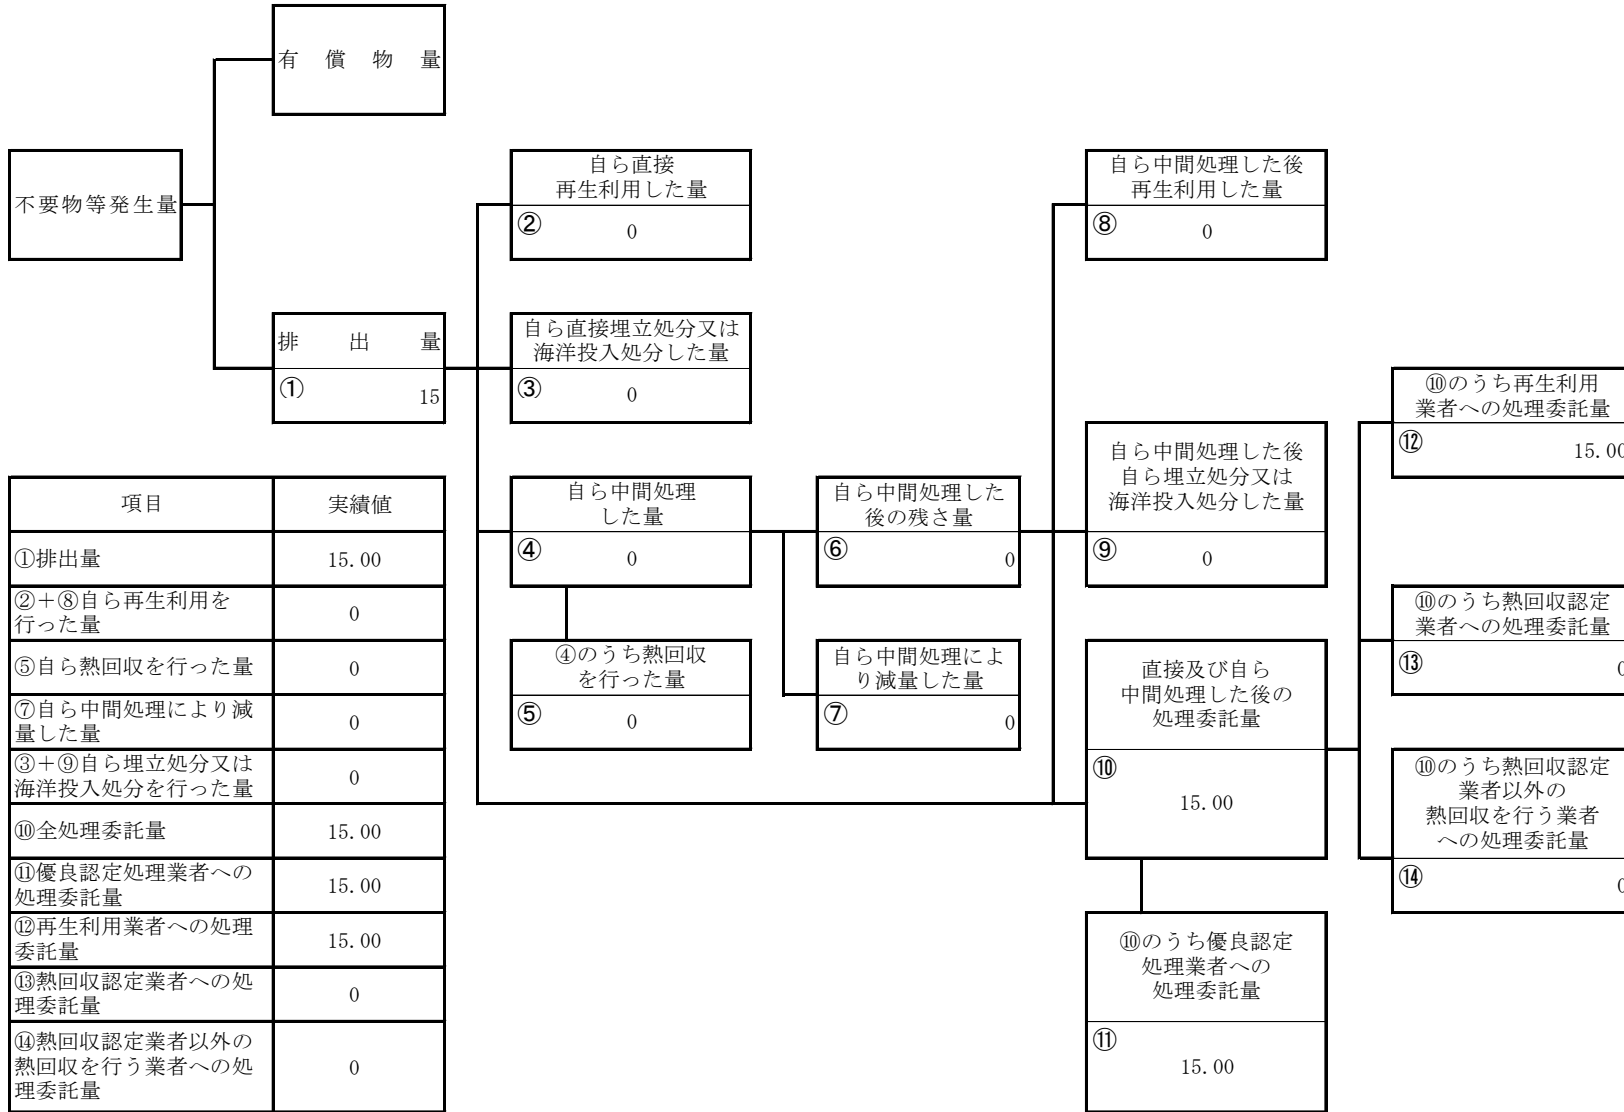 有償物量
不要物等発生量
排出量
① 15
自ら直接
再生利用した量
② 0
自ら直接埋立処分又は
海洋投入処分した量
③ 0
自ら中間処理
した量
④ 0
④のうち熱回収
を行った量
⑤ 0
自ら中間処理した
後の残さ量
⑥ 0
自ら中間処理によ
り減量した量
⑦ 0
自ら中間処理した後
再生利用した量
⑧ 0
自ら中間処理した後
自ら埋立処分又は
海洋投入処分した量
⑨ 0
直接及び自ら
中間処理した後の
処理委託量
⑩
15.00
⑩のうち優良認定
処理業者への
処理委託量
⑪
15.00
⑩のうち再生利用
業者への処理委託量
⑫ 15.00
⑩のうち熱回収認定
業者への処理委託量
⑬ 0
⑩のうち熱回収認定
業者以外の
熱回収を行う業者
への処理委託量
⑭ 0
項目 実績値
①排出量 15.00
②+⑧自ら再生利用を
行った量 0
⑤自ら熱回収を行った量 0
⑦自ら中間処理により減
量した量 0
③+⑨自ら埋立処分又は
海洋投入処分を行った量 0
⑩全処理委託量 15.00
⑪優良認定処理業者への
処理委託量 15.00
⑫再生利用業者への処理
委託量 15.00
⑬熱回収認定業者への処
理委託量 0
⑭熱回収認定業者以外の
熱回収を行う業者への処
理委託量 0